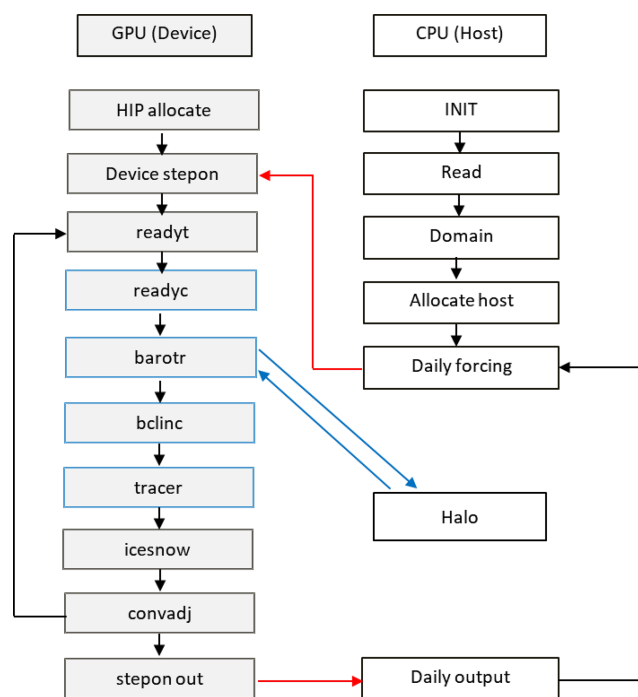 GPU (Device)
CPU (Host)
HIP allocate
INIT
Device stepon
Read
readyt
Domain
readyc
Allocate host
barotr
Daily forcing
bclinc
tracer
Halo
icesnow
convadj
stepon out
Daily output